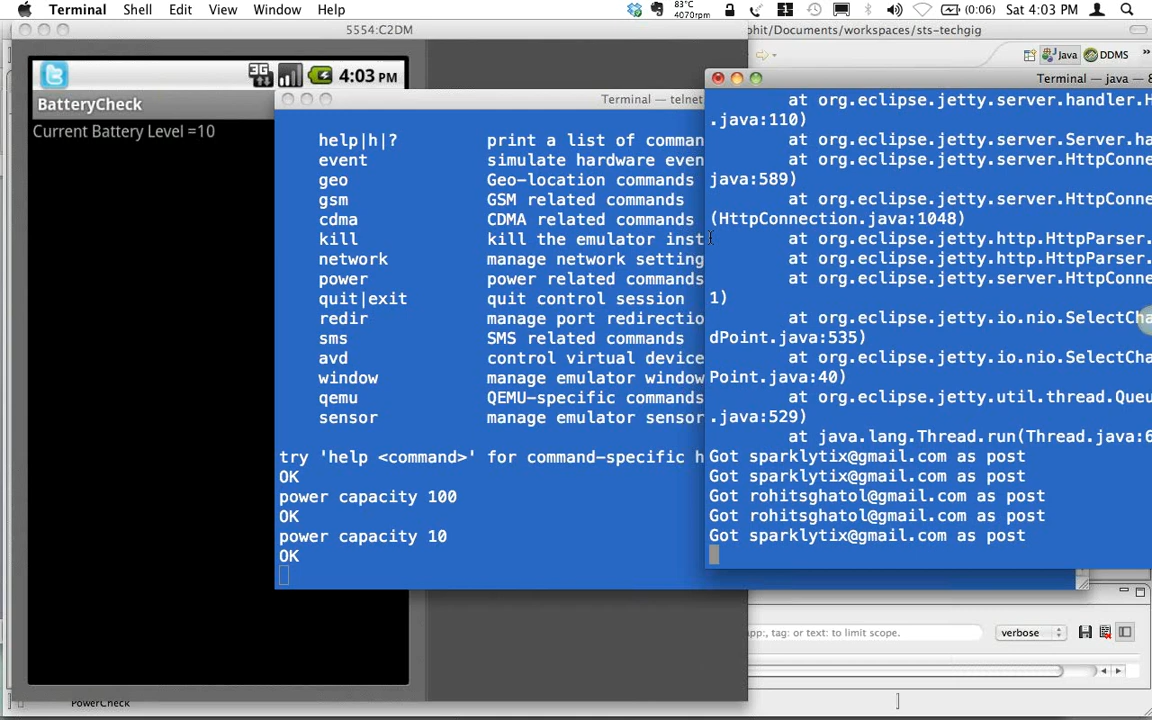 Terminal Shell Edit View Window Help
83°C
4070rpm
1
(0:06) Sat 4:03 PM
5554:C2DM
ohit/Documents/workspaces/sts-techgig
Java DDMS
3G 4:03 PM
BatteryCheck
Current Battery Level =10
Terminal — telnet
help|h|? print a list of comman
event simulate hardware even
geo Geo-location commands
gsm GSM related commands
cdma CDMA related commands
kill kill the emulator inst
network manage network setting
power power related commands
quit|exit quit control session
redir manage port redirectio
sms SMS related commands
avd control virtual device
window manage emulator window
qemu QEMU-specific commands
sensor manage emulator sensor
try 'help <command>' for command-specific h
OK
power capacity 100
OK
power capacity 10
OK
Terminal — java — 8
at org.eclipse.jetty.server.handler.H
.java:110)
at org.eclipse.jetty.server.Server.ha
at org.eclipse.jetty.server.HttpConne
java:589)
at org.eclipse.jetty.server.HttpConne
(HttpConnection.java:1048)
at org.eclipse.jetty.http.HttpParser.
at org.eclipse.jetty.http.HttpParser.
at org.eclipse.jetty.server.HttpConne
1)
at org.eclipse.jetty.io.nio.SelectCha
dPoint.java:535)
at org.eclipse.jetty.io.nio.SelectCha
Point.java:40)
at org.eclipse.jetty.util.thread.Queu
.java:529)
at java.lang.Thread.run(Thread.java:6
Got sparklytix@gmail.com as post
Got sparklytix@gmail.com as post
Got rohitsghatol@gmail.com as post
Got rohitsghatol@gmail.com as post
Got sparklytix@gmail.com as post
app:, tag: or text: to limit scope.
verbose
PowerCheck